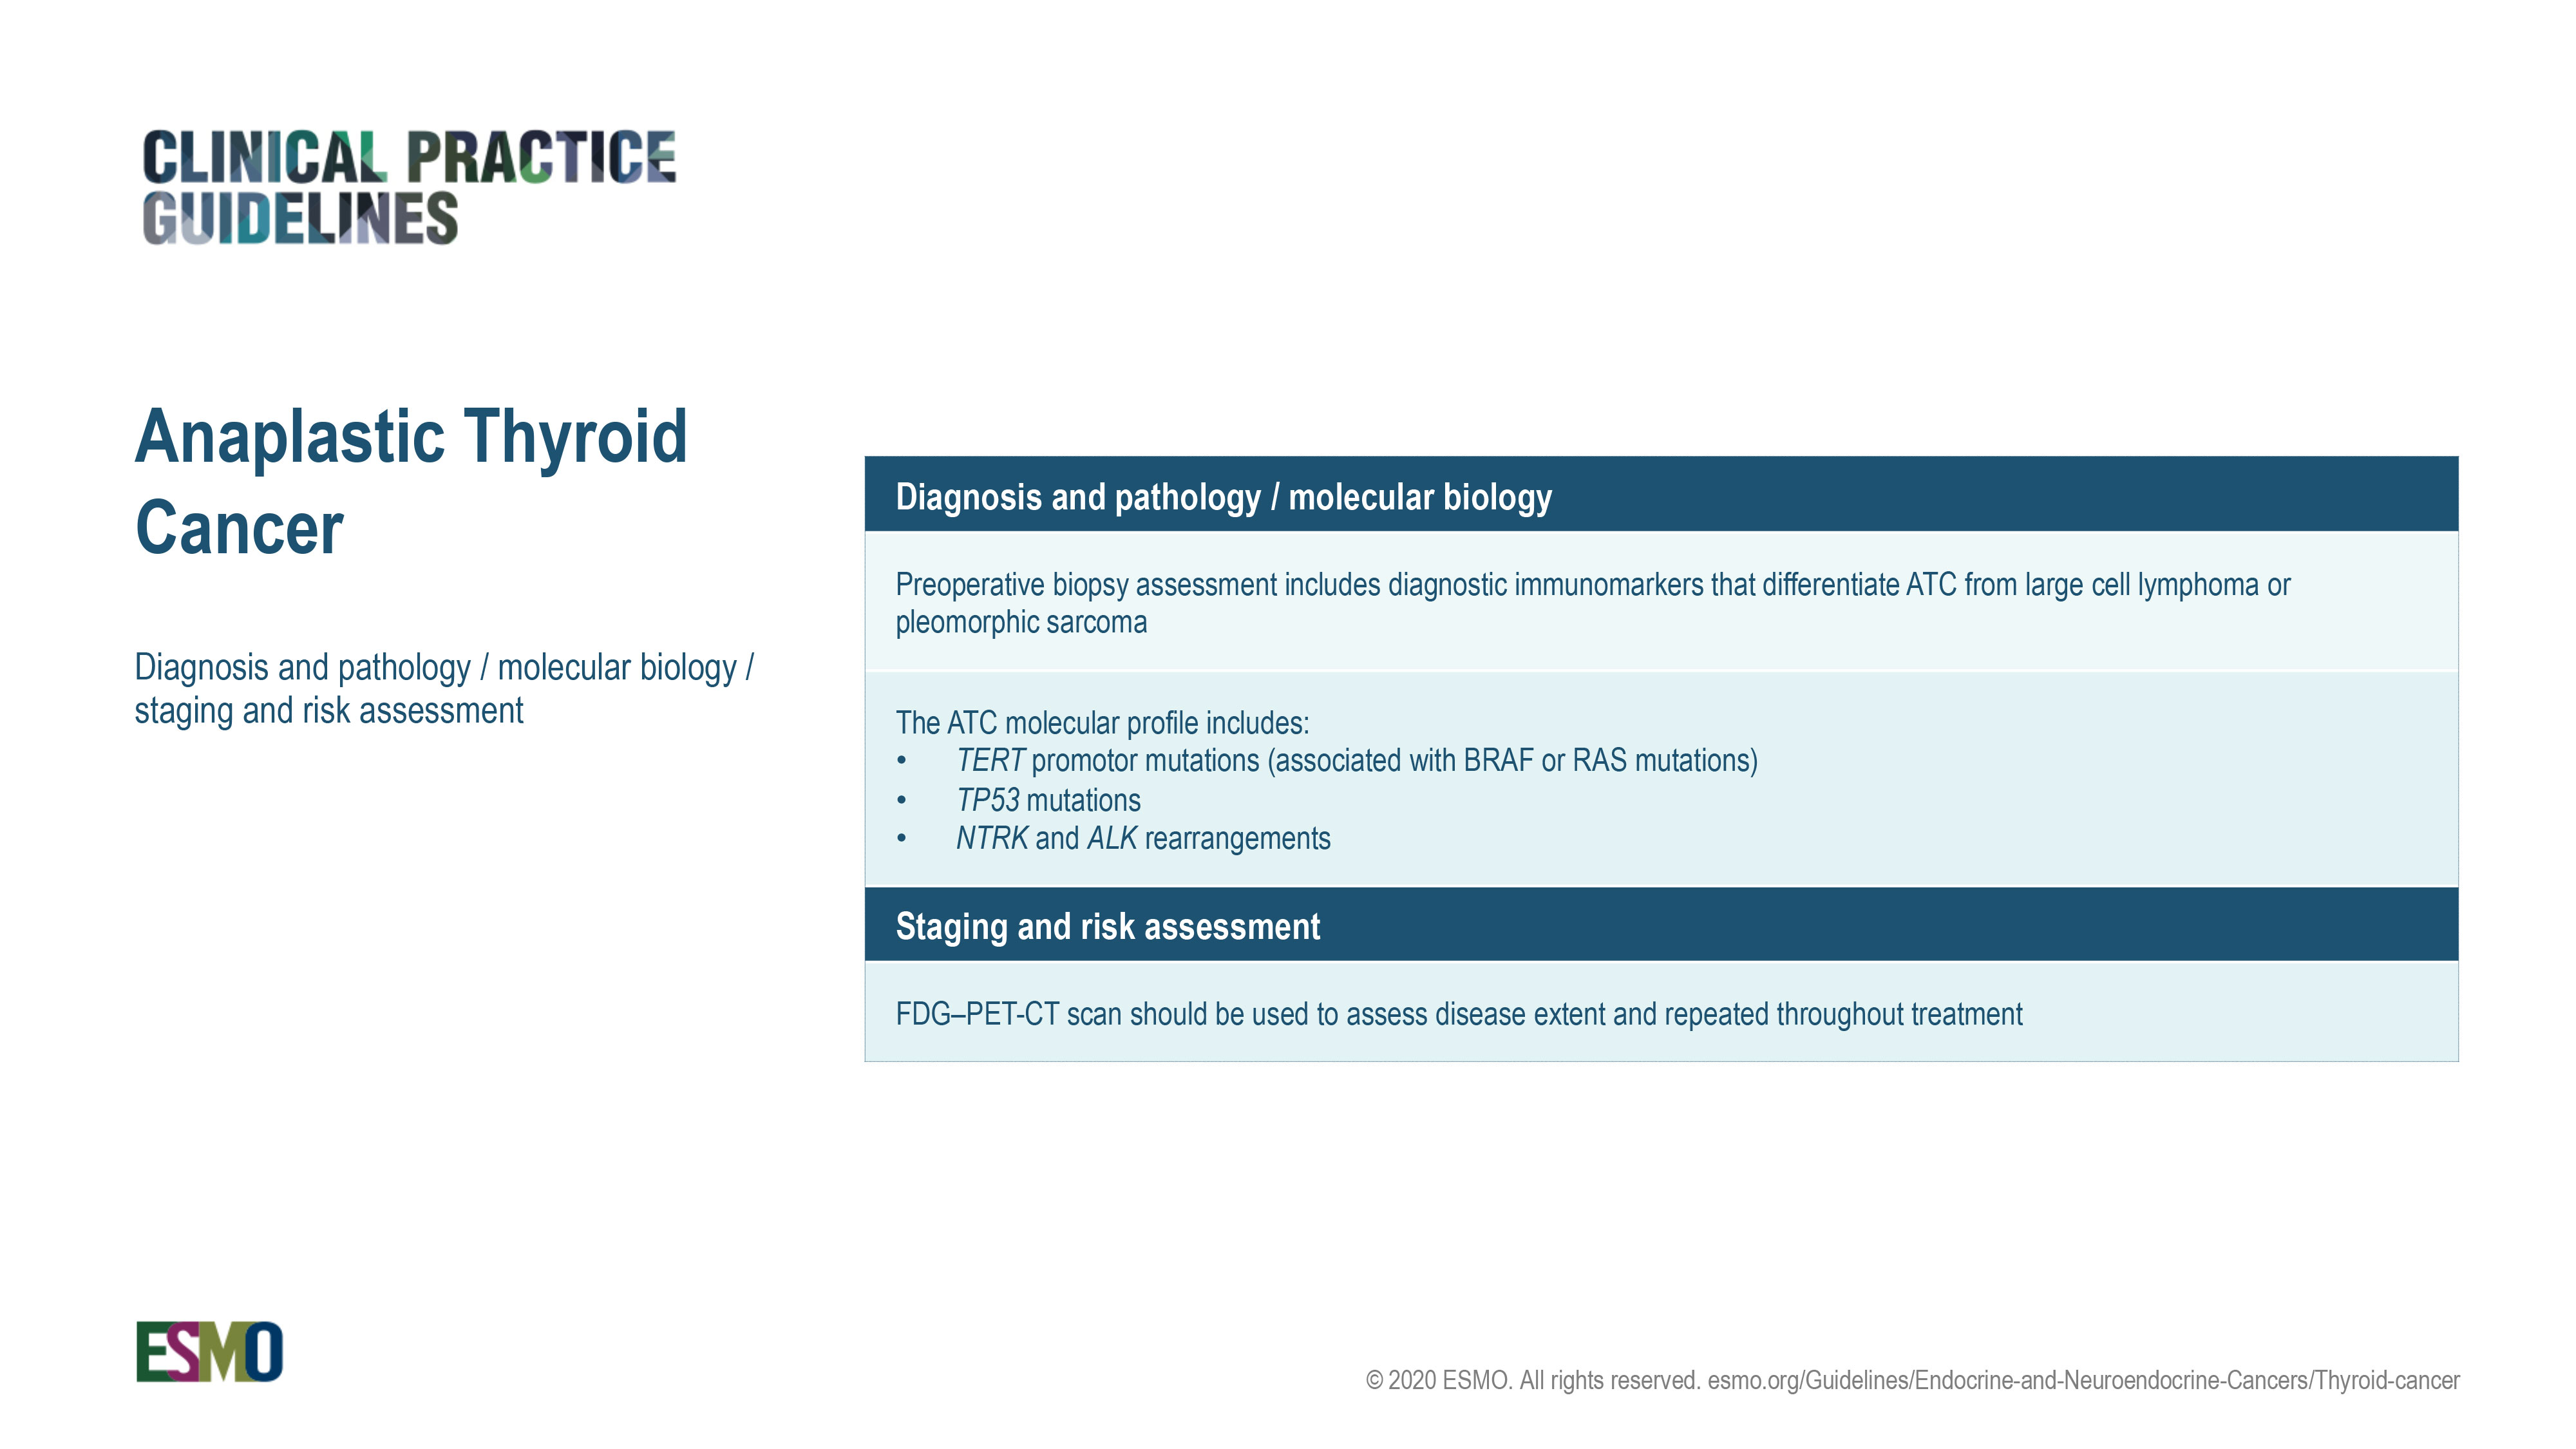 CLINICAL PRACTICE
GUIDELINES
Anaplastic Thyroid
Cancer
Diagnosis and pathology / molecular biology /
staging and risk assessment
Diagnosis and pathology / molecular biology
Preoperative biopsy assessment includes diagnostic immunomarkers that differentiate ATC from large cell lymphoma or
pleomorphic sarcoma
The ATC molecular profile includes:
• TERT promotor mutations (associated with BRAF or RAS mutations)
• TP53 mutations
• NTRK and ALK rearrangements
Staging and risk assessment
FDG–PET-CT scan should be used to assess disease extent and repeated throughout treatment
ESMO
© 2020 ESMO. All rights reserved. esmo.org/Guidelines/Endocrine-and-Neuroendocrine-Cancers/Thyroid-cancer